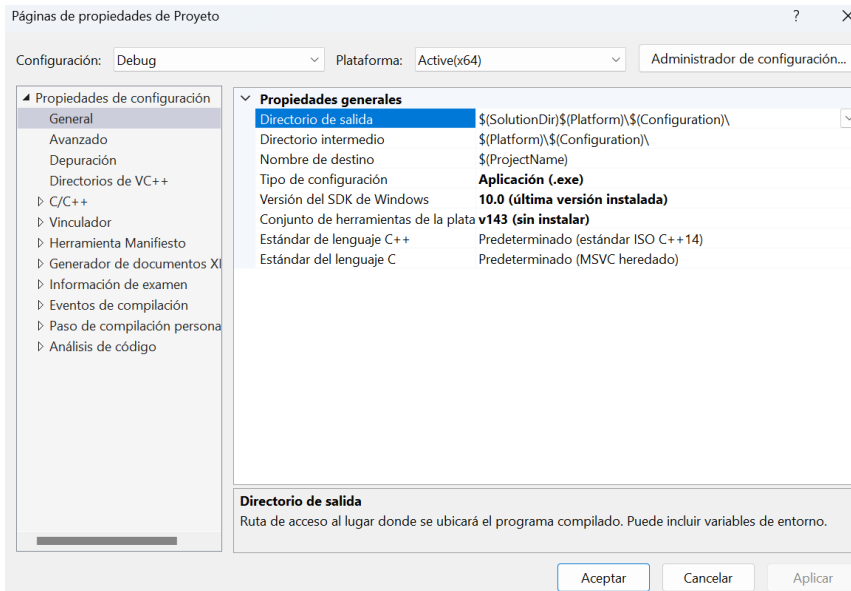 Páginas de propiedades de Proyeto ?
Configuración: Debug Plataforma: Active(x64) Administrador de configuración...
Propiedades de configuración
General
Avanzado
Depuración
Directorios de VC++
C/C++
Vinculador
Herramienta Manifiesto
Generador de documentos XI
Información de examen
Eventos de compilación
Paso de compilación persona
Análisis de código
Propiedades generales
Directorio de salida $(SolutionDir)$(Platform)\$(Configuration)\
Directorio intermedio $(Platform)\$(Configuration)\
Nombre de destino $(ProjectName)
Tipo de configuración Aplicación (.exe)
Versión del SDK de Windows 10.0 (última versión instalada)
Conjunto de herramientas de la plata v143 (sin instalar)
Estándar de lenguaje C++ Predeterminado (estándar ISO C++14)
Estándar del lenguaje C Predeterminado (MSVC heredado)
Directorio de salida
Ruta de acceso al lugar donde se ubicará el programa compilado. Puede incluir variables de entorno.
Aceptar Cancelar Aplicar